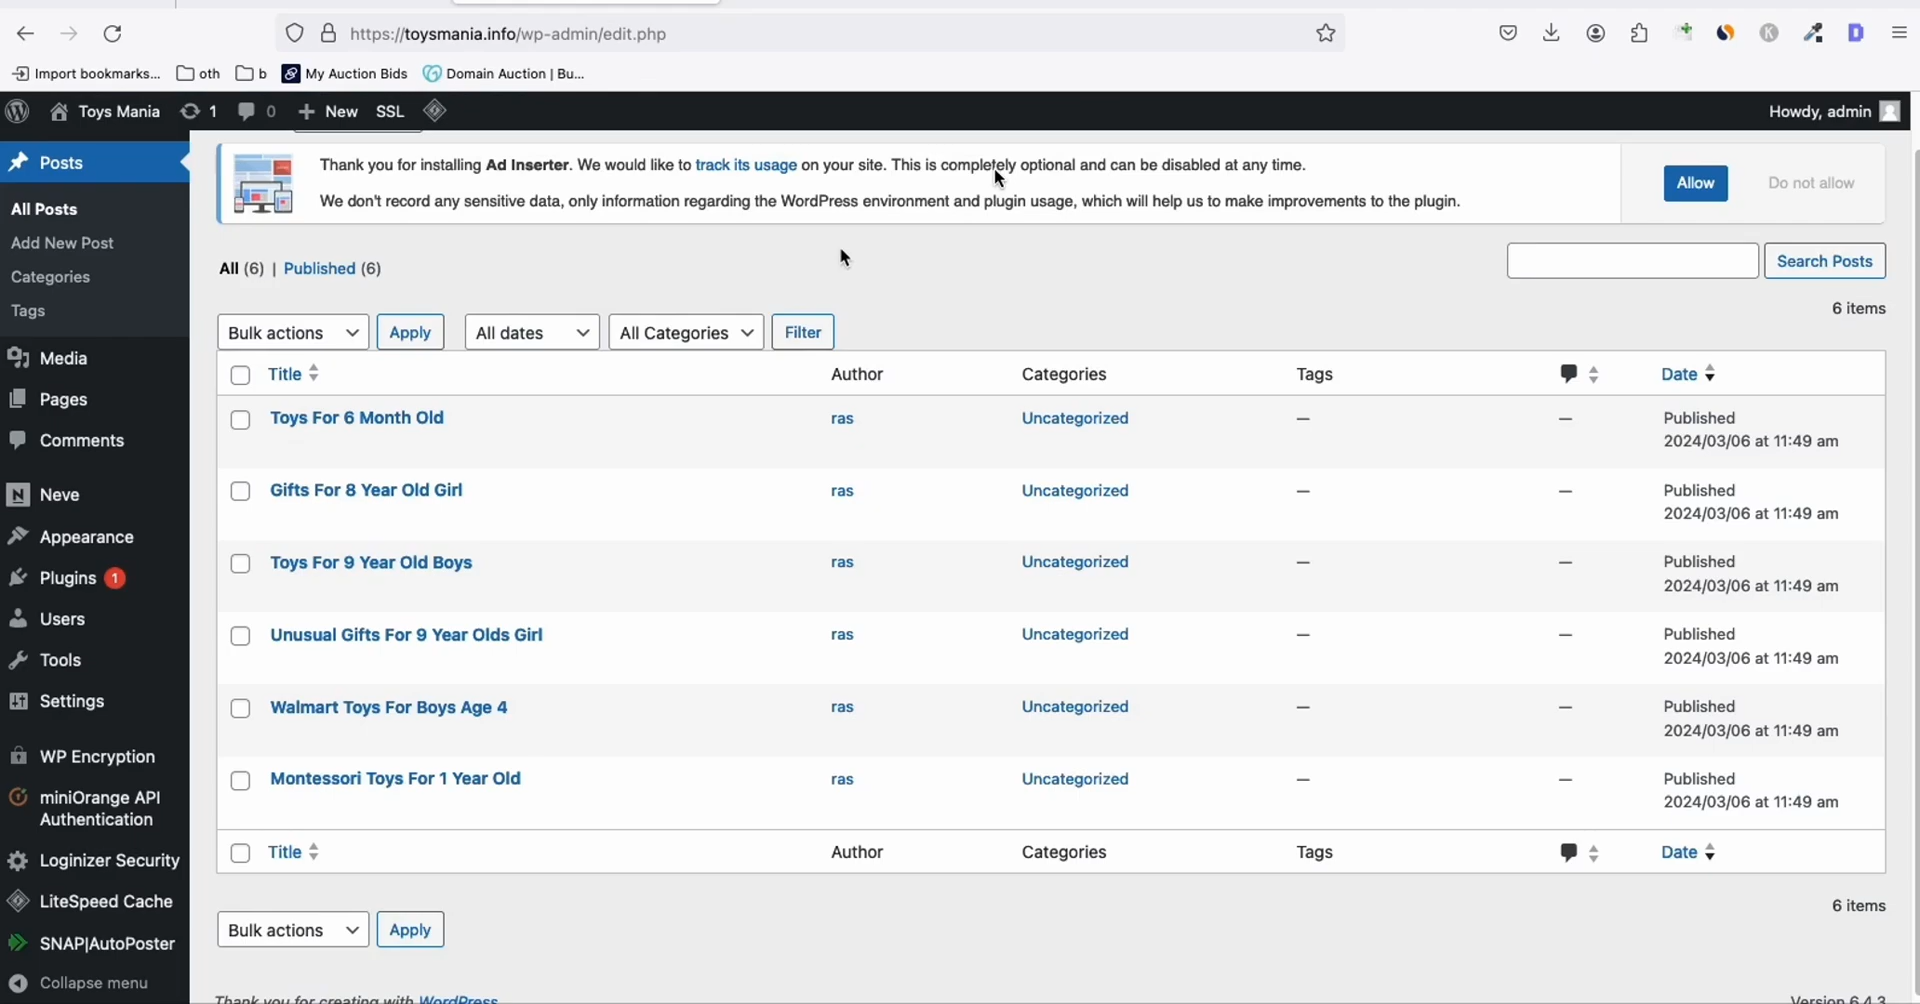 https://toysmania.info/wp-admin/edit.php
Import bookmarks... oth b My Auction Bids Domain Auction | Bu...
Toys Mania 1 0 + New SSL Howdy, admin
Posts
All Posts
Add New Post
Categories
Tags
Media
Pages
Comments
Neve
Appearance
Plugins 1
Users
Tools
Settings
WP Encryption
miniOrange API
Authentication
Loginizer Security
LiteSpeed Cache
SNAP|AutoPoster
Collapse menu
Thank you for installing Ad Inserter. We would like to track its usage on your site. This is completely optional and can be disabled at any time.
We don't record any sensitive data, only information regarding the WordPress environment and plugin usage, which will help us to make improvements to the plugin.
Allow Do not allow
All (6) | Published (6)
Search Posts
6 items
Bulk actions Apply All dates All Categories Filter
Title Author Categories Tags Date
Toys For 6 Month Old ras Uncategorized — — Published
2024/03/06 at 11:49 am
Gifts For 8 Year Old Girl ras Uncategorized — — Published
2024/03/06 at 11:49 am
Toys For 9 Year Old Boys ras Uncategorized — — Published
2024/03/06 at 11:49 am
Unusual Gifts For 9 Year Olds Girl ras Uncategorized — — Published
2024/03/06 at 11:49 am
Walmart Toys For Boys Age 4 ras Uncategorized — — Published
2024/03/06 at 11:49 am
Montessori Toys For 1 Year Old ras Uncategorized — — Published
2024/03/06 at 11:49 am
Title Author Categories Tags Date
6 items
Bulk actions Apply
Thank you for creating with WordPress
Version 6.4.3